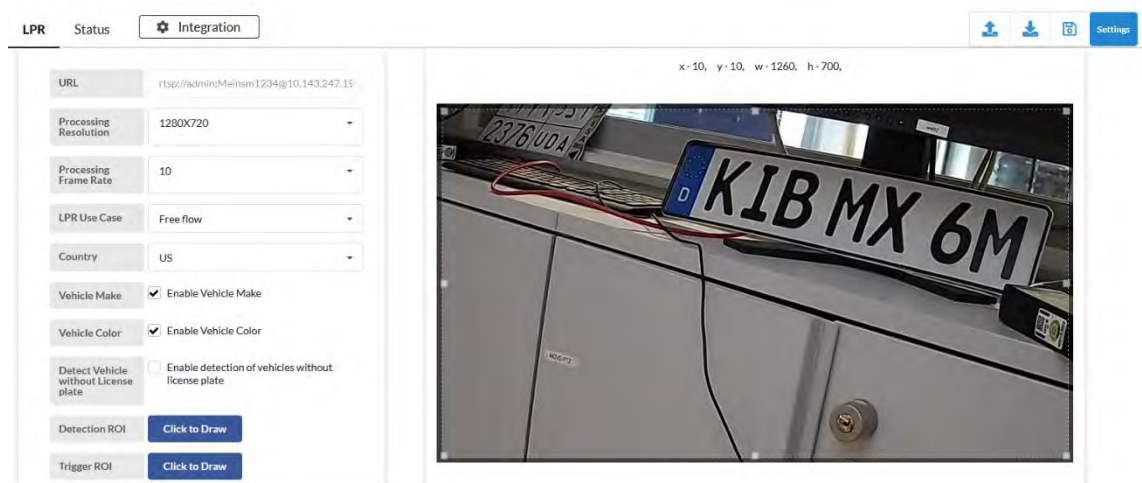 LPR Status Integration Settings
x - 10, y - 10, w - 1260, h - 700,
URL rtsp://admin:Meinsm1234@10.143.247.19
Processing Resolution 1280X720
Processing Frame Rate 10
LPR Use Case Free flow
Country US
Vehicle Make Enable Vehicle Make
Vehicle Color Enable Vehicle Color
Detect Vehicle without License plate Enable detection of vehicles without license plate
Detection ROI Click to Draw
Trigger ROI Click to Draw
2376 UDA
D KIB MX 6M